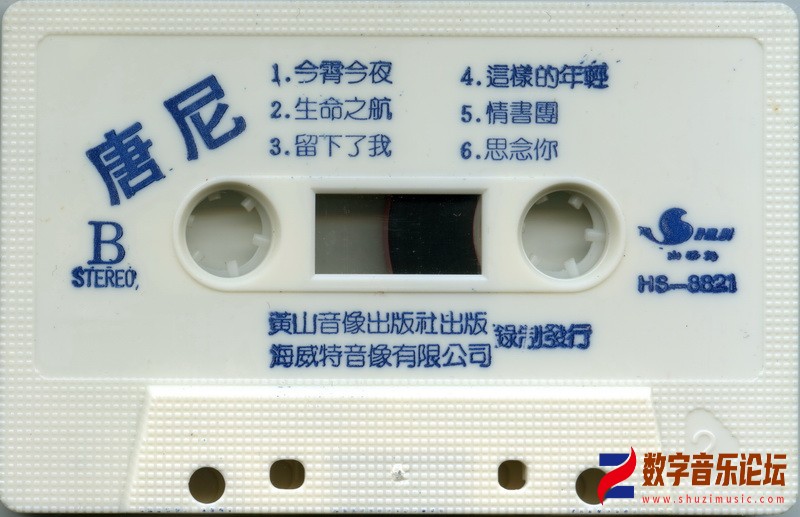 唐尼
1.今霄今夜
2.生命之航
3.留下了我
4.這樣的年輕
5.情書團
6.思念你
B
STEREO
HS-8821
黃山音像出版社出版
海威特音像有限公司
錄制發行
2
数字音乐论坛
www.shuzimusic.com